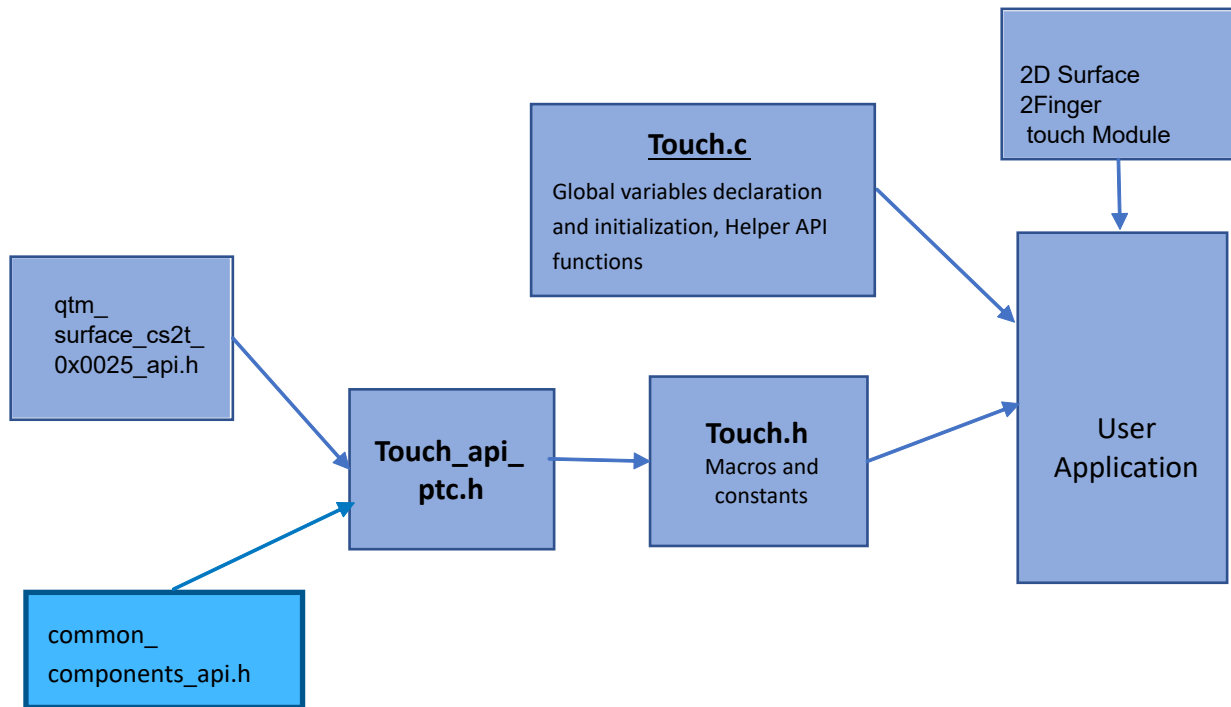 2D Surface
2Finger
touch Module
Touch.c
Global variables declaration
and initialization, Helper API
functions
qtm_
surface_cs2t_
0x0025_api.h
Touch_api_
ptc.h
Touch.h
Macros and
constants
User
Application
common_
components_api.h